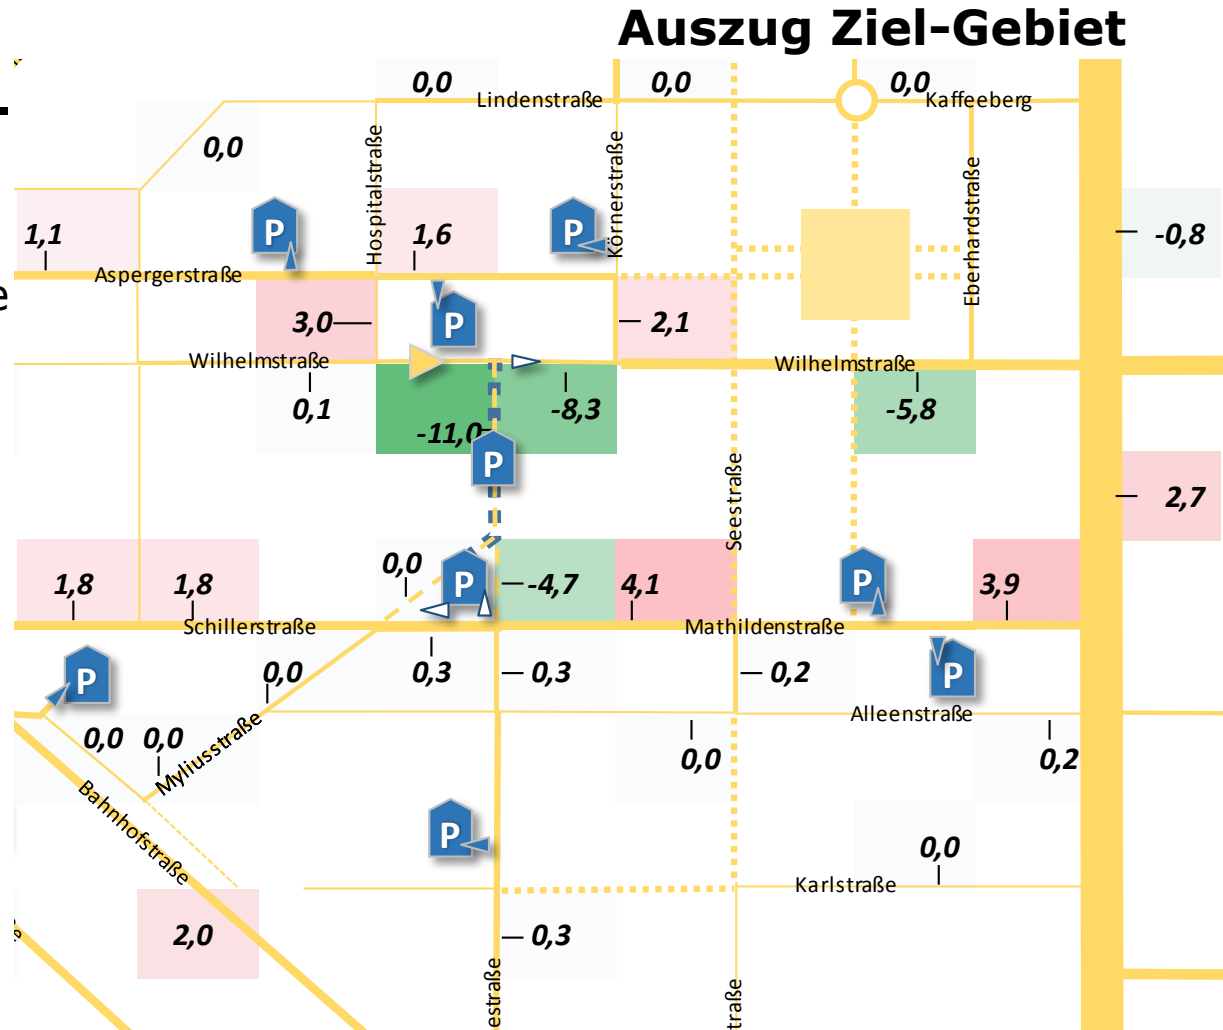 Auszug Ziel-Gebiet
0,0
0,0
0,0
Lindenstraße
Kaffeeberg
0,0
Hospitalstraße
Körnerstraße
Eberhardstraße
1,1
P
1,6
P
-0,8
Aspergerstraße
e
3,0
P
2,1
Wilhelmstraße
Wilhelmstraße
0,1
-11,0
-8,3
-5,8
P
Seestraße
2,7
1,8
1,8
0,0
P
-4,7
4,1
P
3,9
Schillerstraße
Mathildenstraße
P
0,0
0,3
0,3
0,2
P
Alleenstraße
0,0
0,0
Myliusstraße
0,0
0,2
Bahnhofstraße
P
0,0
Karlstraße
e
2,0
0,3
estraße
traße